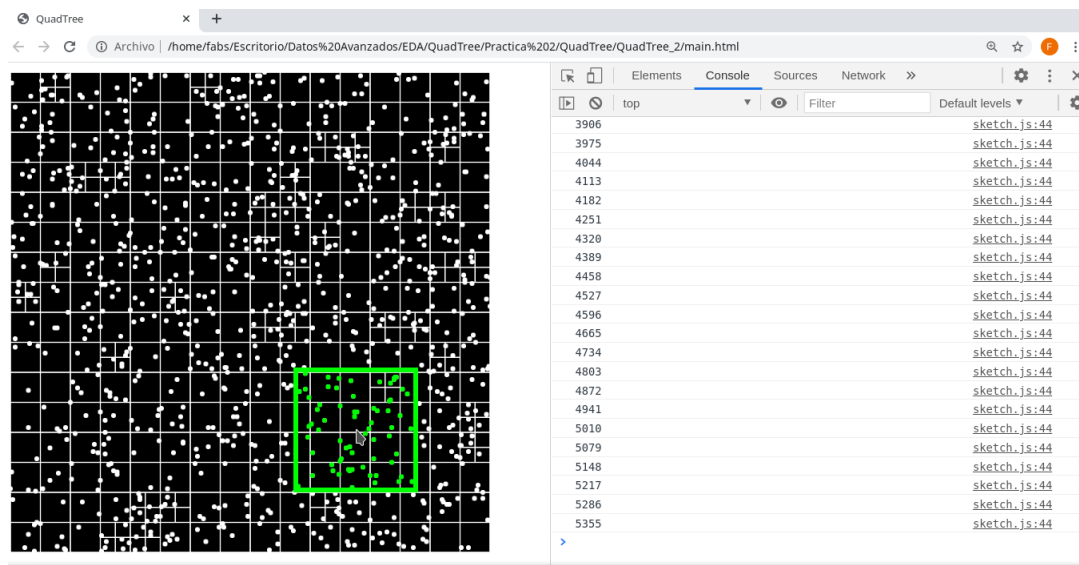 QuadTree
Archivo | /home/fabs/Escritorio/Datos%20Avanzados/EDA/QuadTree/Practica%202/QuadTree/QuadTree_2/main.html F
Elements Console Sources Network »
top Filter Default levels
3906 sketch.js:44
3975 sketch.js:44
4044 sketch.js:44
4113 sketch.js:44
4182 sketch.js:44
4251 sketch.js:44
4320 sketch.js:44
4389 sketch.js:44
4458 sketch.js:44
4527 sketch.js:44
4596 sketch.js:44
4665 sketch.js:44
4734 sketch.js:44
4803 sketch.js:44
4872 sketch.js:44
4941 sketch.js:44
5010 sketch.js:44
5079 sketch.js:44
5148 sketch.js:44
5217 sketch.js:44
5286 sketch.js:44
5355 sketch.js:44